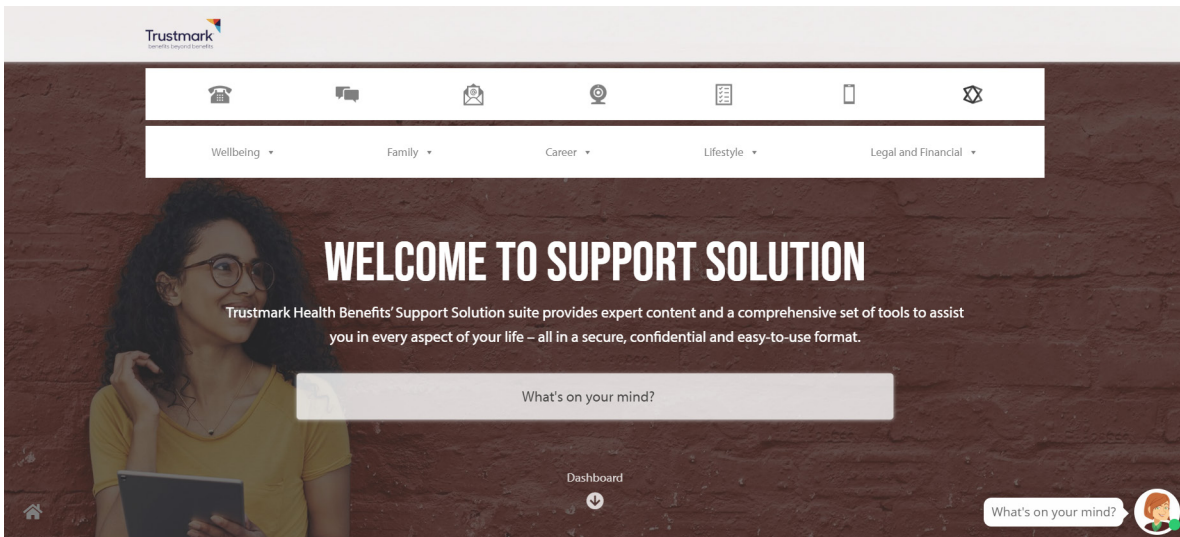 Trustmark
benefits beyond benefits
Wellbeing
Family
Career
Lifestyle
Legal and Financial
WELCOME TO SUPPORT SOLUTION
Trustmark Health Benefits' Support Solution suite provides expert content and a comprehensive set of tools to assist
you in every aspect of your life – all in a secure, confidential and easy-to-use format.
What's on your mind?
Dashboard
What's on your mind?